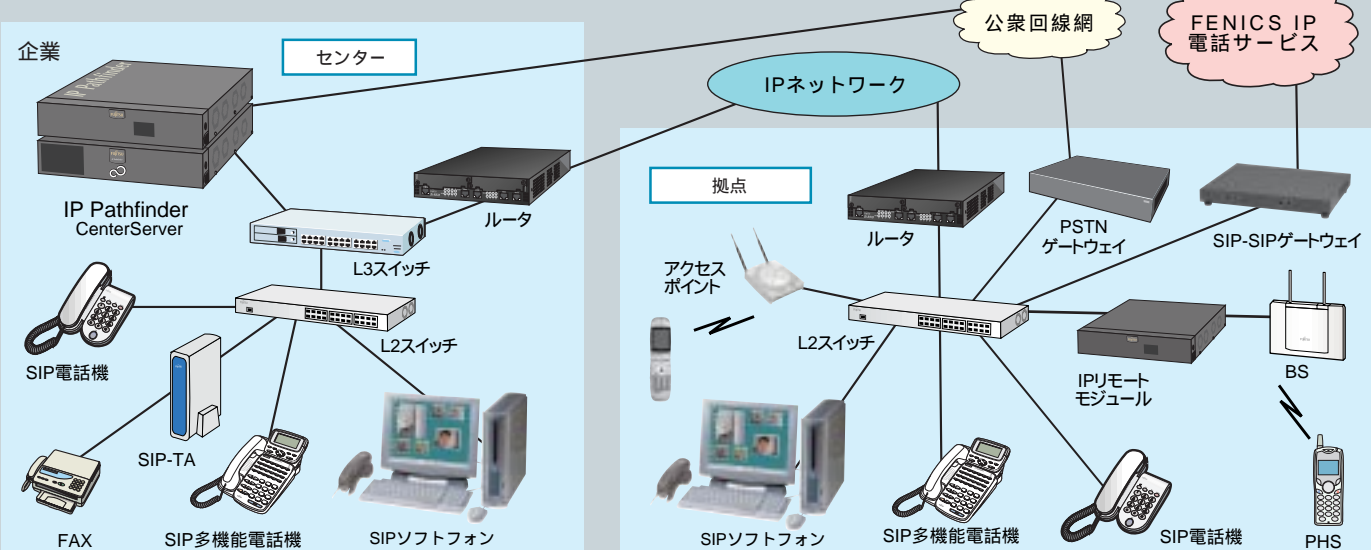 公衆回線網
FENICS IP
電話サービス
企業
センター
IPネットワーク
IP Pathfinder
IP Pathfinder
CenterServer
ルータ
L3スイッチ
L2スイッチ
SIP電話機
SIP-TA
FAX
SIP多機能電話機
SIPソフトフォン
拠点
ルータ
PSTN
ゲートウェイ
SIP-SIPゲートウェイ
アクセス
ポイント
L2スイッチ
IPリモート
モジュール
BS
SIPソフトフォン
SIP多機能電話機
SIP電話機
PHS